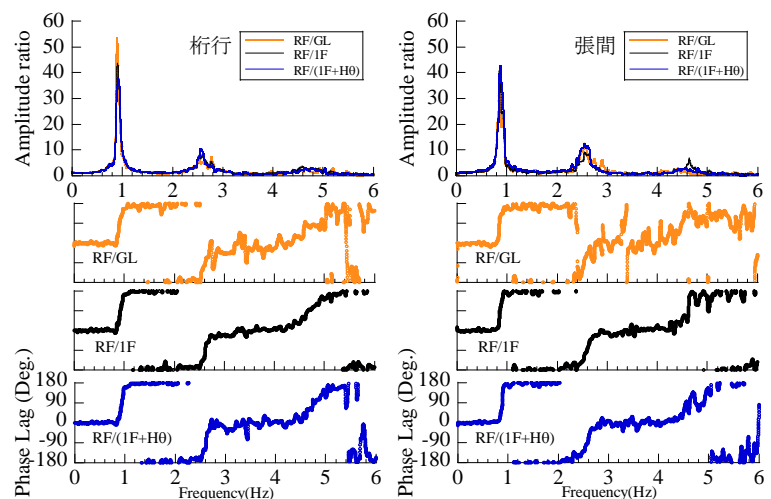 60
50
40
30
20
10
0
Amplitude ratio
桁行
RF/GL
RF/1F
RF/(1F+Hθ)
0 1 2 3 4 5 6
RF/GL
RF/1F
180
90
0
-90
180
Phase Lag (Deg.)
RF/(1F+Hθ)
0 1 2 3 4 5 6
Frequency(Hz)
60
50
40
30
20
10
0
Amplitude ratio
張間
RF/GL
RF/1F
RF/(1F+Hθ)
0 1 2 3 4 5 6
RF/GL
RF/1F
180
90
0
-90
180
Phase Lag (Deg.)
RF/(1F+Hθ)
0 1 2 3 4 5 6
Frequency(Hz)